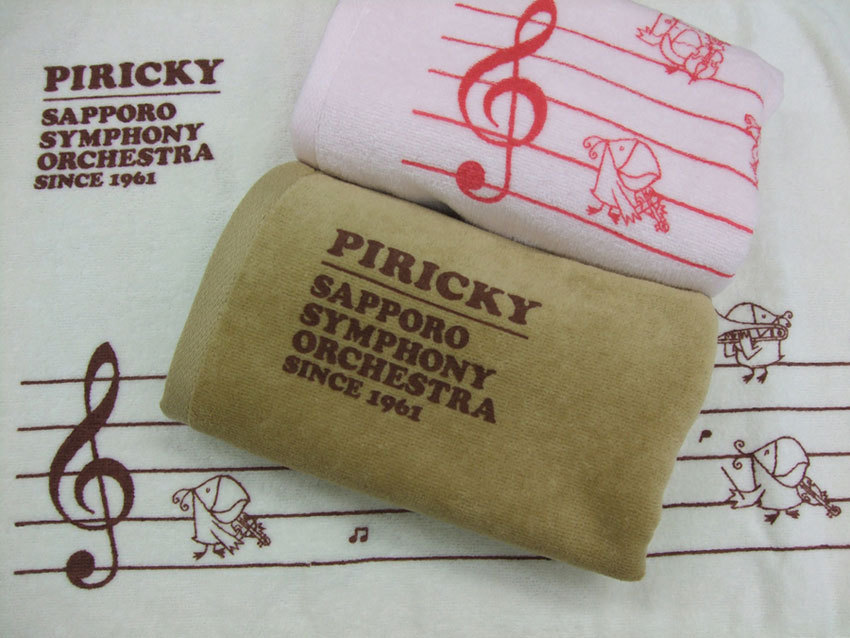 PIRICKY
SAPPORO
SYMPHONY
ORCHESTRA
SINCE 1961
PIRICKY
SAPPORO
SYMPHONY
ORCHESTRA
SINCE 1961